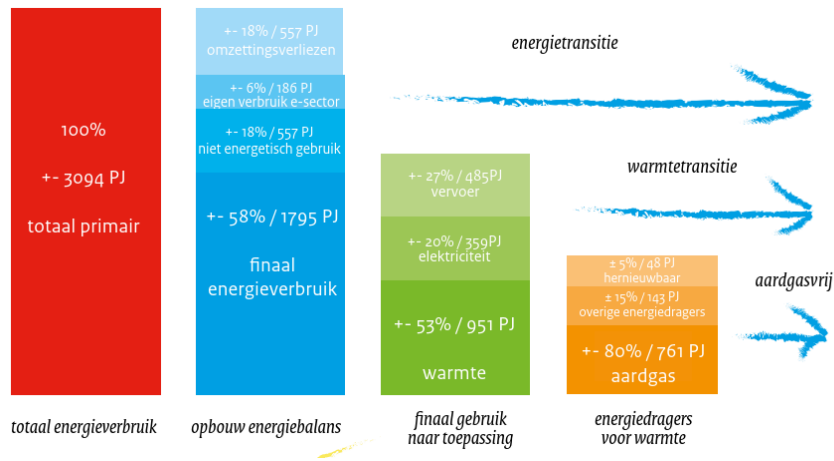 100%
+- 3094 PJ
totaal primair
totaal energieverbruik
+- 18% / 557 PJ
omzettingsverliezen
+- 6% / 186 PJ
eigen verbruik e-sector
+- 18% / 557 PJ
niet energetisch gebruik
+- 58% / 1795 PJ
finaal
energieverbruik
opbouw energiebalans
+- 27% / 485PJ
vervoer
+- 20% / 359PJ
elektriciteit
+- 53% / 951 PJ
warmte
finaal gebruik
naar toepassing
± 5% / 48 PJ
hernieuwbaar
± 15% / 143 PJ
overige energiedragers
+- 80% / 761 PJ
aardgas
energiedragers
voor warmte
energietransitie
warmtetransitie
aardgasvrij